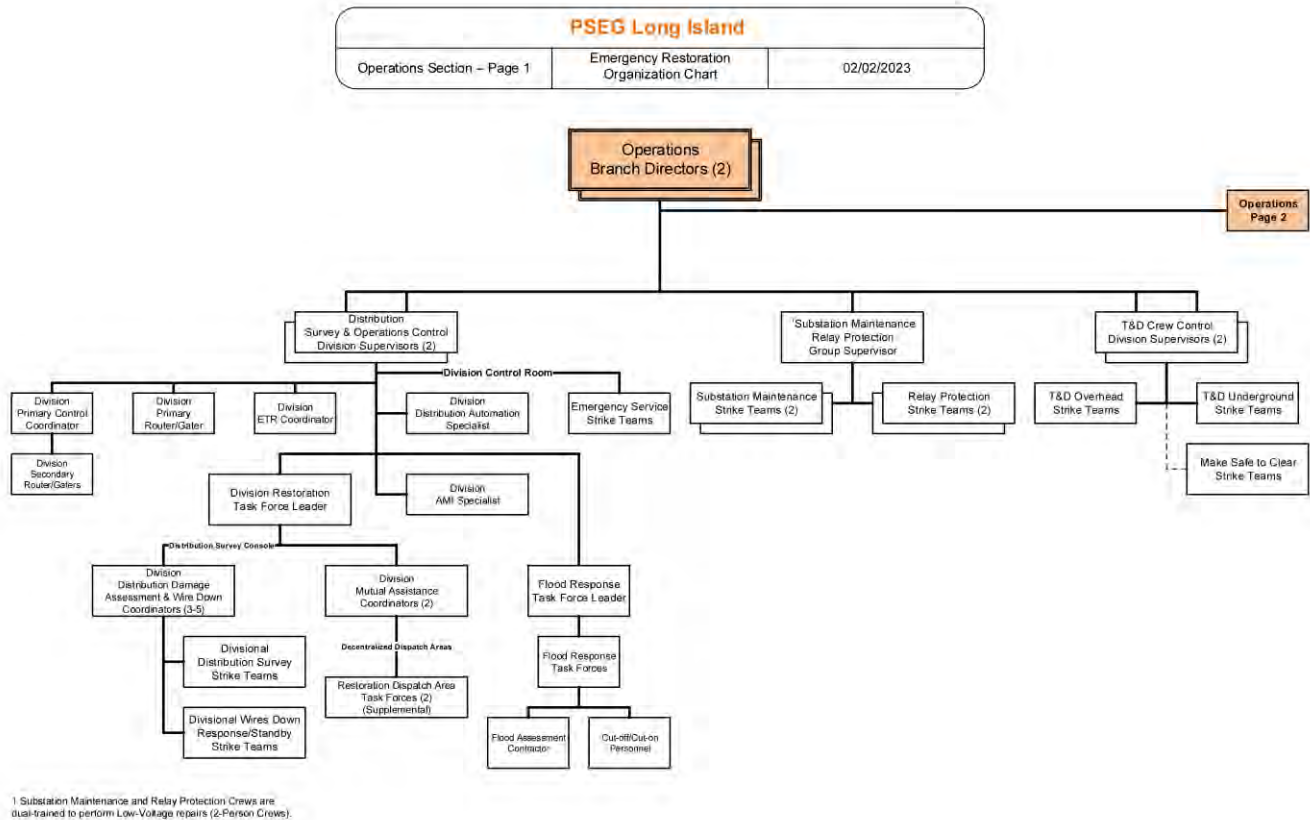 PSEG Long Island
Operations Section – Page 1
Emergency Restoration
Organization Chart
02/02/2023
Operations
Branch Directors (2)
Operations
Page 2
Distribution
Survey & Operations Control
Division Supervisors (2)
Substation Maintenance
Relay Protection
Group Supervisor
T&D Crew Control
Division Supervisors (2)
Division Control Room
Division
Primary Control
Coordinator
Division
Primary
Router/Gater
Division
ETR Coordinator
Division
Distribution Automation
Specialist
Emergency Service
Strike Teams
Substation Maintenance
Strike Teams (2)
Relay Protection
Strike Teams (2)
T&D Overhead
Strike Teams
T&D Underground
Strike Teams
Division
Secondary
Router/Gaters
Make Safe to Clear
Strike Teams
Division Restoration
Task Force Leader
Division
AMI Specialist
Distribution Survey Console
Division
Distribution Damage
Assessment & Wire Down
Coordinators (3-5)
Division
Mutual Assistance
Coordinators (2)
Flood Response
Task Force Leader
Divisional
Distribution Survey
Strike Teams
Decentralized Dispatch Areas
Flood Response
Task Forces
Restoration Dispatch Area
Task Forces (2)
(Supplemental)
Divisional Wires Down
Response/Standby
Strike Teams
Flood Assessment
Contractor
Cut-off/Cut-on
Personnel
1 Substation Maintenance and Relay Protection Crews are
dual-trained to perform Low-Voltage repairs (2-Person Crews).